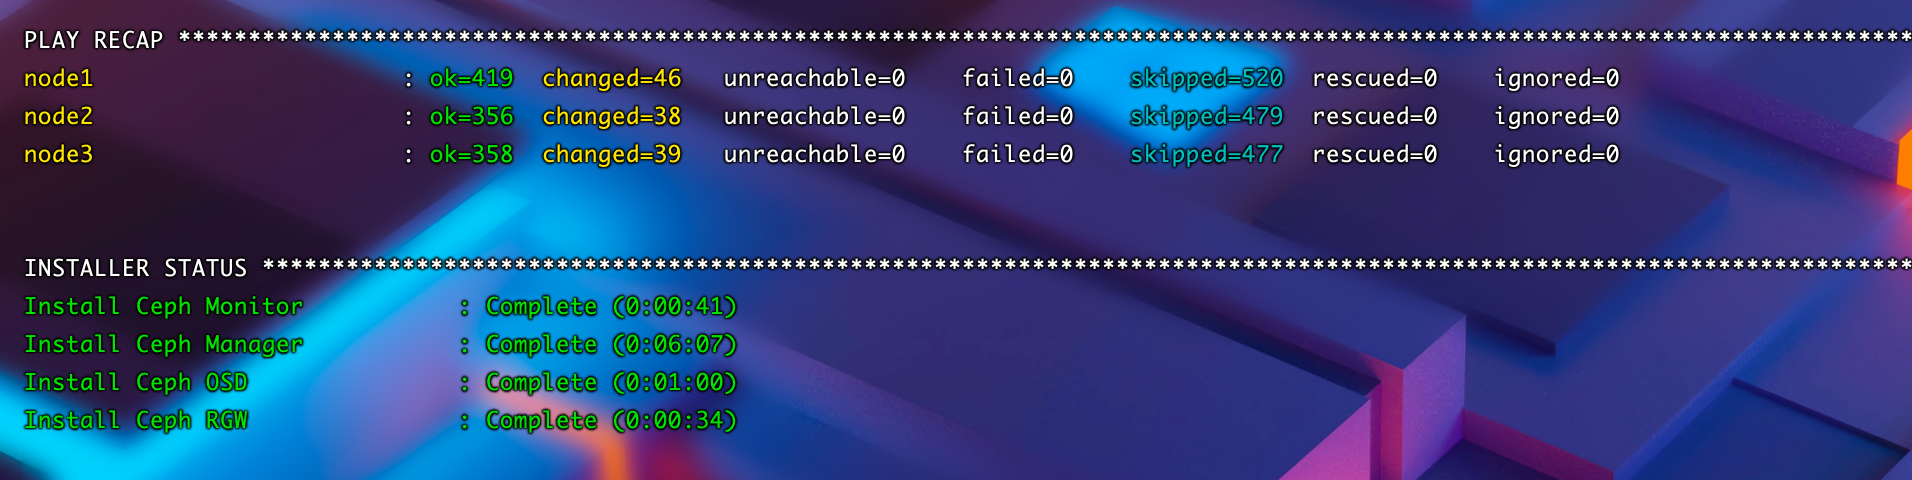 PLAY RECAP ****************************************************************************************************************************
node1                      : ok=419  changed=46   unreachable=0    failed=0    skipped=520  rescued=0    ignored=0
node2                      : ok=356  changed=38   unreachable=0    failed=0    skipped=479  rescued=0    ignored=0
node3                      : ok=358  changed=39   unreachable=0    failed=0    skipped=477  rescued=0    ignored=0
INSTALLER STATUS **********************************************************************************************************************
Install Ceph Monitor           : Complete (0:00:41)
Install Ceph Manager           : Complete (0:06:07)
Install Ceph OSD               : Complete (0:01:00)
Install Ceph RGW               : Complete (0:00:34)